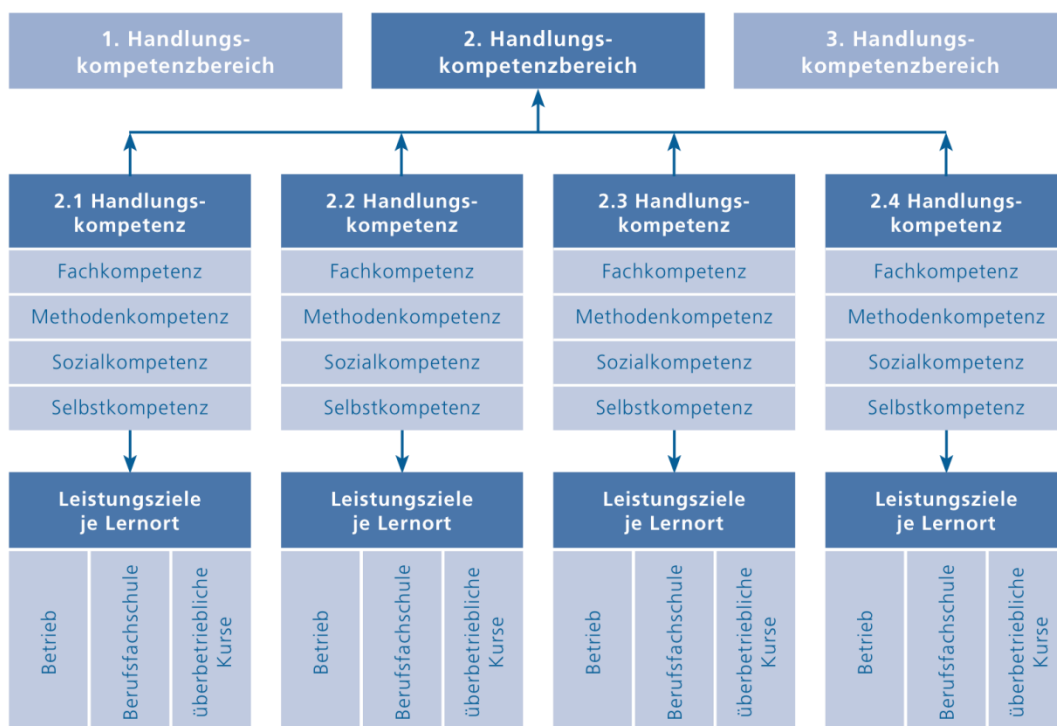 1. Handlungs-
kompetenzbereich
2. Handlungs-
kompetenzbereich
3. Handlungs-
kompetenzbereich
2.1 Handlungs-
kompetenz
Fachkompetenz
Methodenkompetenz
Sozialkompetenz
Selbstkompetenz
Leistungsziele
je Lernort
Betrieb
Berufsfachschule
überbetriebliche
Kurse
2.2 Handlungs-
kompetenz
Fachkompetenz
Methodenkompetenz
Sozialkompetenz
Selbstkompetenz
Leistungsziele
je Lernort
Betrieb
Berufsfachschule
überbetriebliche
Kurse
2.3 Handlungs-
kompetenz
Fachkompetenz
Methodenkompetenz
Sozialkompetenz
Selbstkompetenz
Leistungsziele
je Lernort
Betrieb
Berufsfachschule
überbetriebliche
Kurse
2.4 Handlungs-
kompetenz
Fachkompetenz
Methodenkompetenz
Sozialkompetenz
Selbstkompetenz
Leistungsziele
je Lernort
Betrieb
Berufsfachschule
überbetriebliche
Kurse